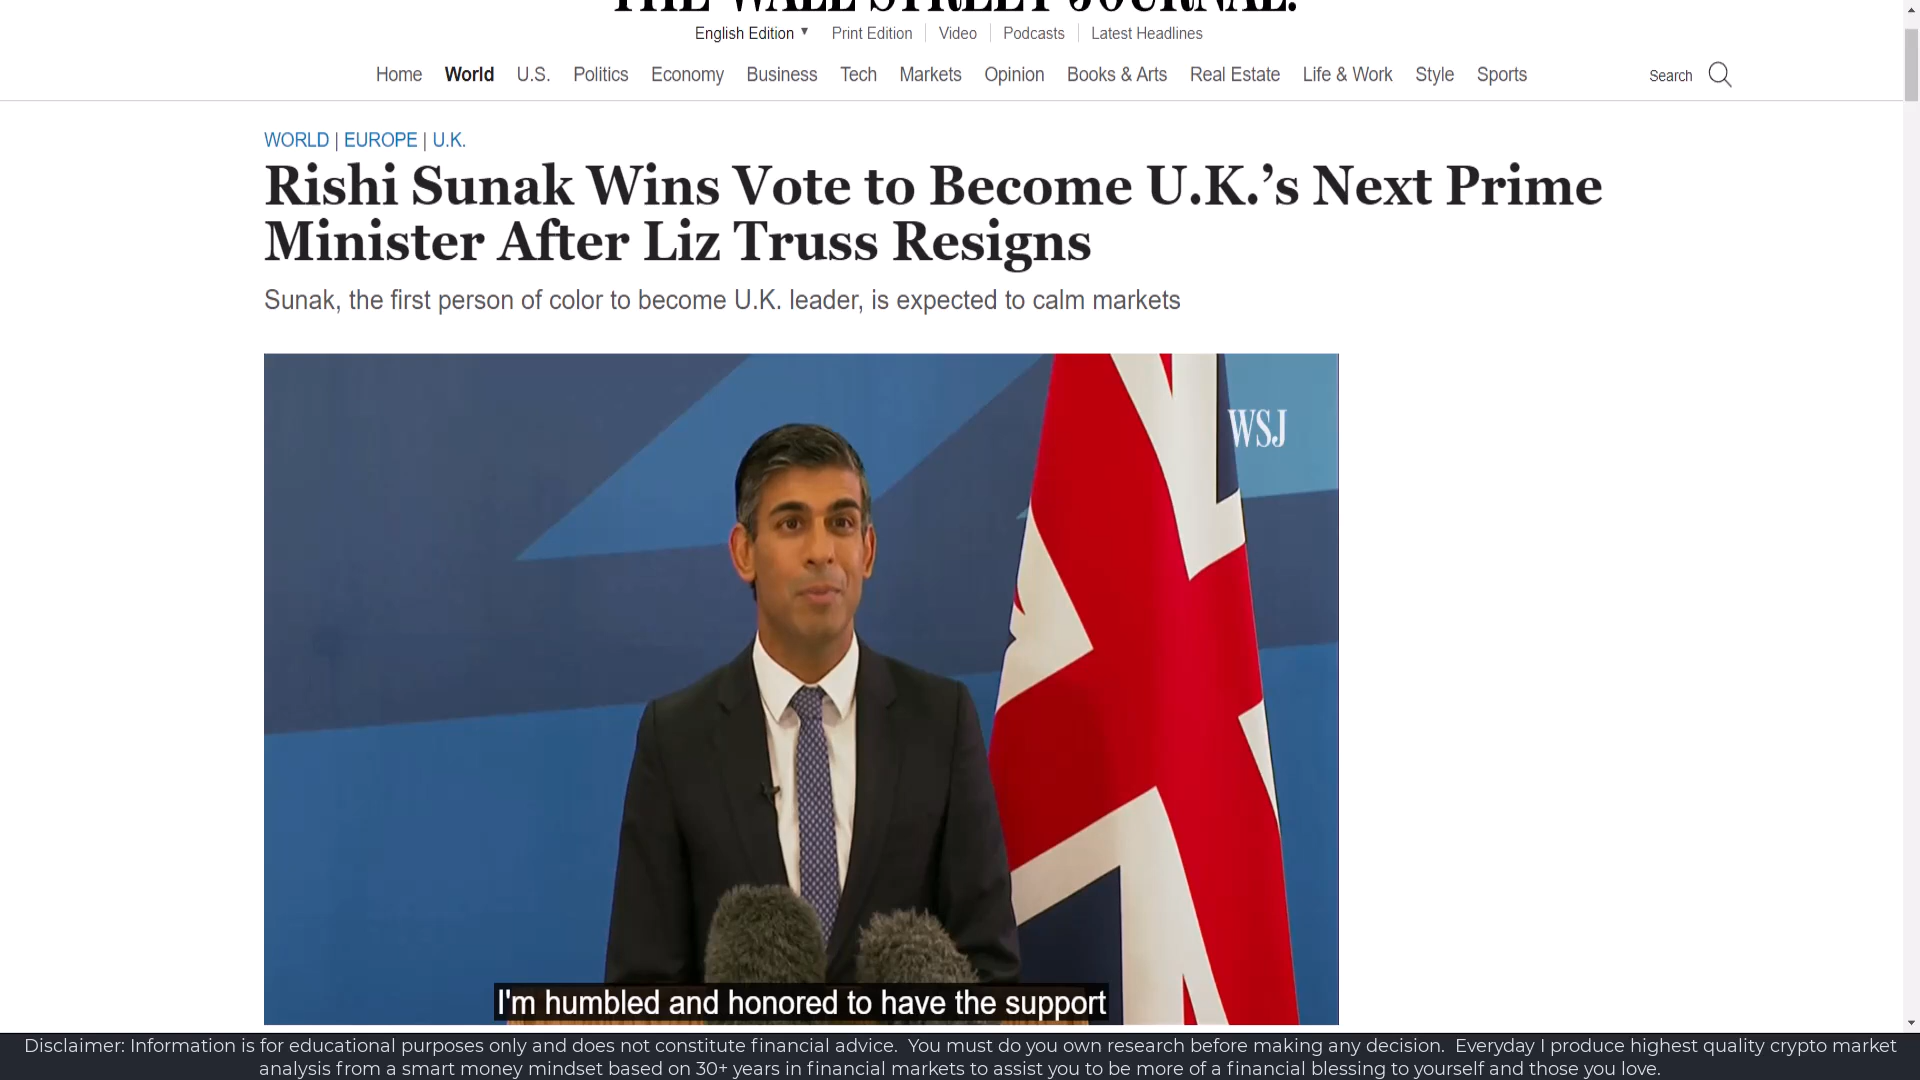 THE WALL STREET JOURNAL.
English Edition ▼ Print Edition Video Podcasts Latest Headlines
Home World U.S. Politics Economy Business Tech Markets Opinion Books & Arts Real Estate Life & Work Style Sports Search
WORLD | EUROPE | U.K.
Rishi Sunak Wins Vote to Become U.K.’s Next Prime
Minister After Liz Truss Resigns
Sunak, the first person of color to become U.K. leader, is expected to calm markets
WSJ
I'm humbled and honored to have the support
Disclaimer: Information is for educational purposes only and does not constitute financial advice. You must do you own research before making any decision. Everyday I produce highest quality crypto market
analysis from a smart money mindset based on 30+ years in financial markets to assist you to be more of a financial blessing to yourself and those you love.